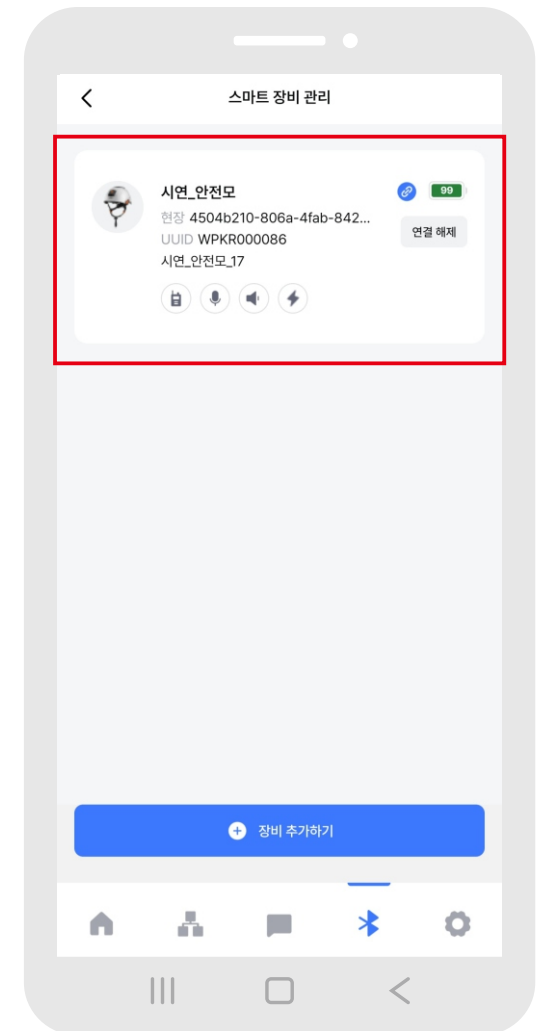 스마트 장비 관리
시연_안전모
99
현장 4504b210-806a-4fab-842...
연결 해제
UUID WPKR000086
시연_안전모_17
장비 추가하기